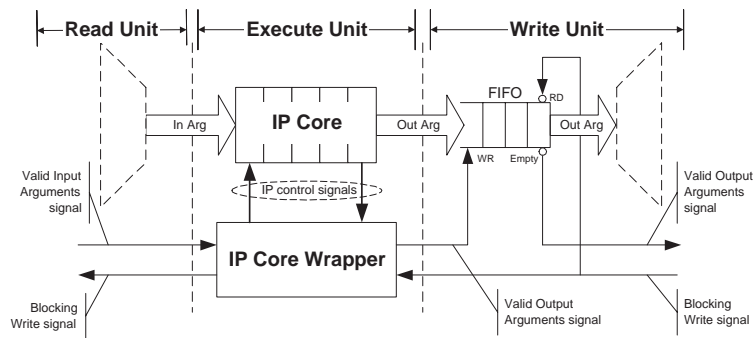 Read Unit
Execute Unit
Write Unit
FIFO
RD
In Arg
IP Core
Out Arg
Out Arg
WR
Empty
Valid Input
Arguments
signal
IP control signals
Valid Output
Arguments
signal
IP Core Wrapper
Blocking
Write signal
Valid Output
Arguments signal
Blocking
Write signal